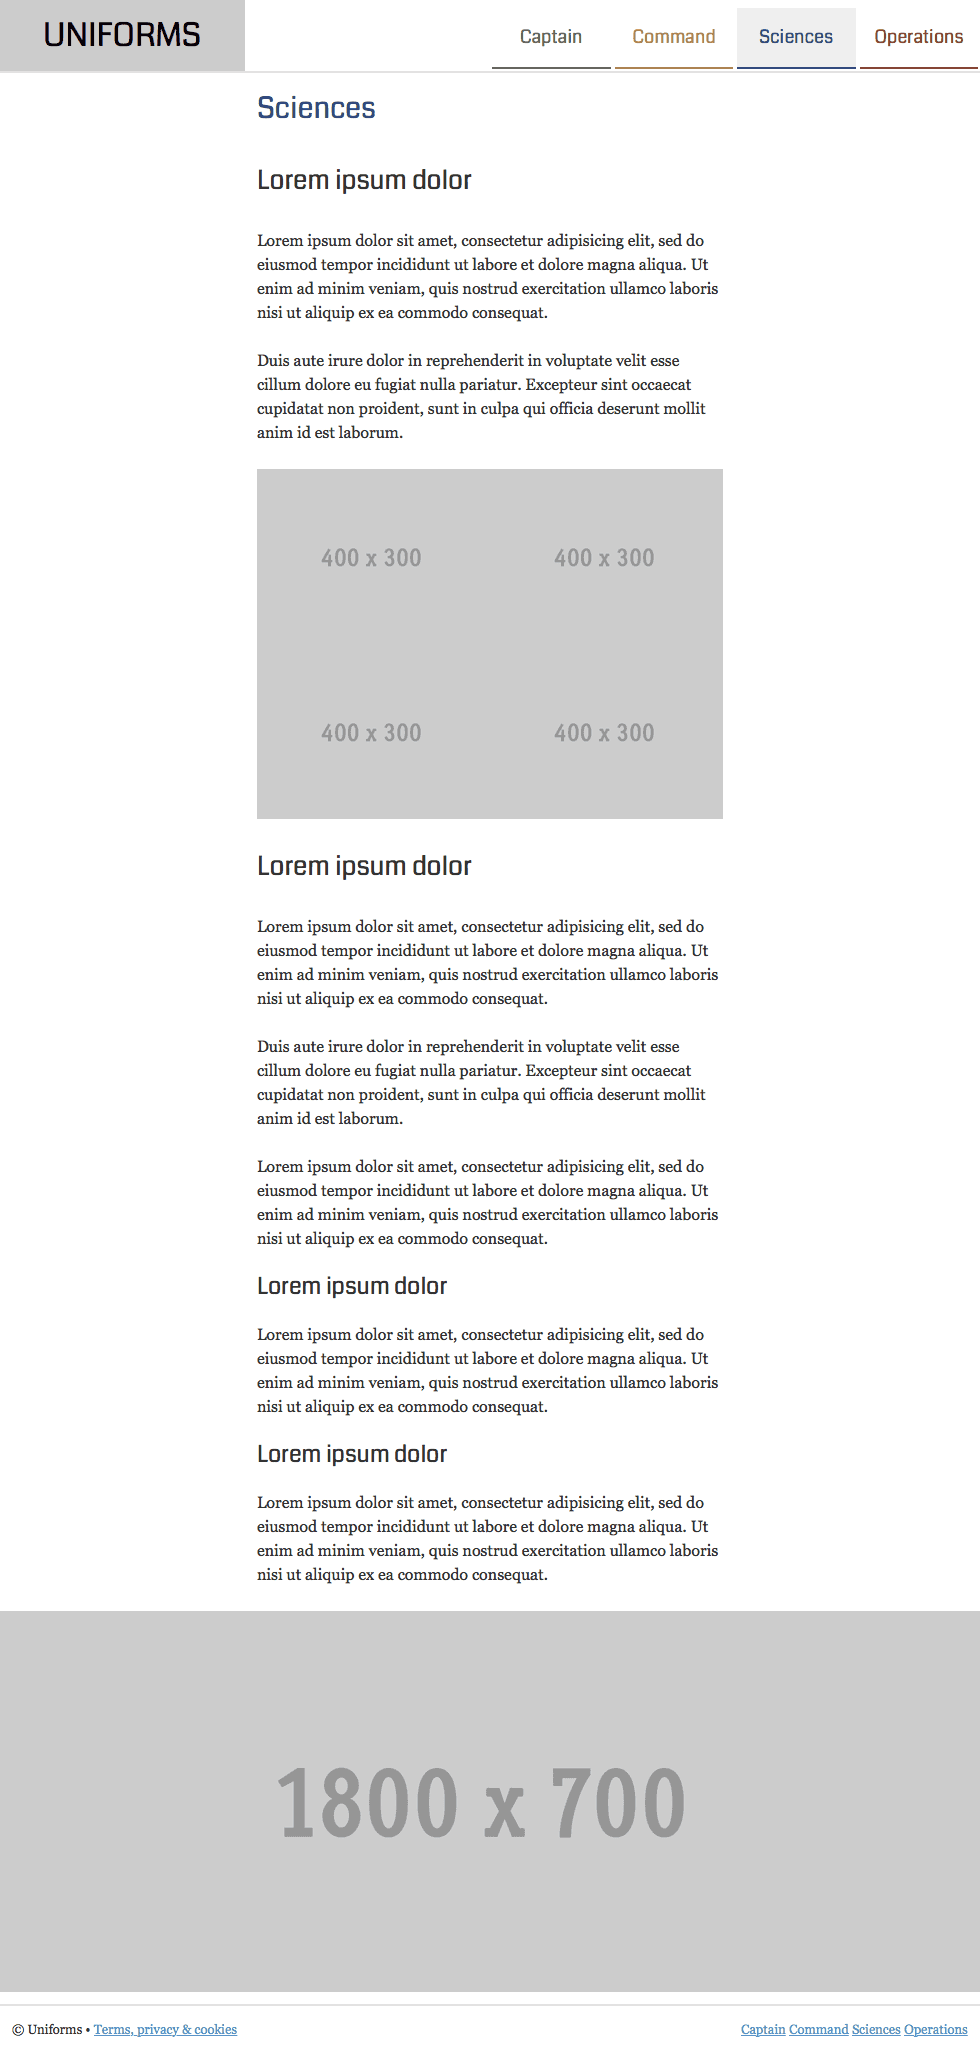 UNIFORMS
Captain Command Sciences Operations
Sciences
Lorem ipsum dolor
Lorem ipsum dolor sit amet, consectetur adipisicing elit, sed do
eiusmod tempor incididunt ut labore et dolore magna aliqua. Ut
enim ad minim veniam, quis nostrud exercitation ullamco laboris
nisi ut aliquip ex ea commodo consequat.
Duis aute irure dolor in reprehenderit in voluptate velit esse
cillum dolore eu fugiat nulla pariatur. Excepteur sint occaecat
cupidatat non proident, sunt in culpa qui officia deserunt mollit
anim id est laborum.
400 x 300 400 x 300
400 x 300 400 x 300
Lorem ipsum dolor
Lorem ipsum dolor sit amet, consectetur adipisicing elit, sed do
eiusmod tempor incididunt ut labore et dolore magna aliqua. Ut
enim ad minim veniam, quis nostrud exercitation ullamco laboris
nisi ut aliquip ex ea commodo consequat.
Duis aute irure dolor in reprehenderit in voluptate velit esse
cillum dolore eu fugiat nulla pariatur. Excepteur sint occaecat
cupidatat non proident, sunt in culpa qui officia deserunt mollit
anim id est laborum.
Lorem ipsum dolor sit amet, consectetur adipisicing elit, sed do
eiusmod tempor incididunt ut labore et dolore magna aliqua. Ut
enim ad minim veniam, quis nostrud exercitation ullamco laboris
nisi ut aliquip ex ea commodo consequat.
Lorem ipsum dolor
Lorem ipsum dolor sit amet, consectetur adipisicing elit, sed do
eiusmod tempor incididunt ut labore et dolore magna aliqua. Ut
enim ad minim veniam, quis nostrud exercitation ullamco laboris
nisi ut aliquip ex ea commodo consequat.
Lorem ipsum dolor
Lorem ipsum dolor sit amet, consectetur adipisicing elit, sed do
eiusmod tempor incididunt ut labore et dolore magna aliqua. Ut
enim ad minim veniam, quis nostrud exercitation ullamco laboris
nisi ut aliquip ex ea commodo consequat.
1800 x 700
© Uniforms • Terms, privacy & cookies
Captain Command Sciences Operations